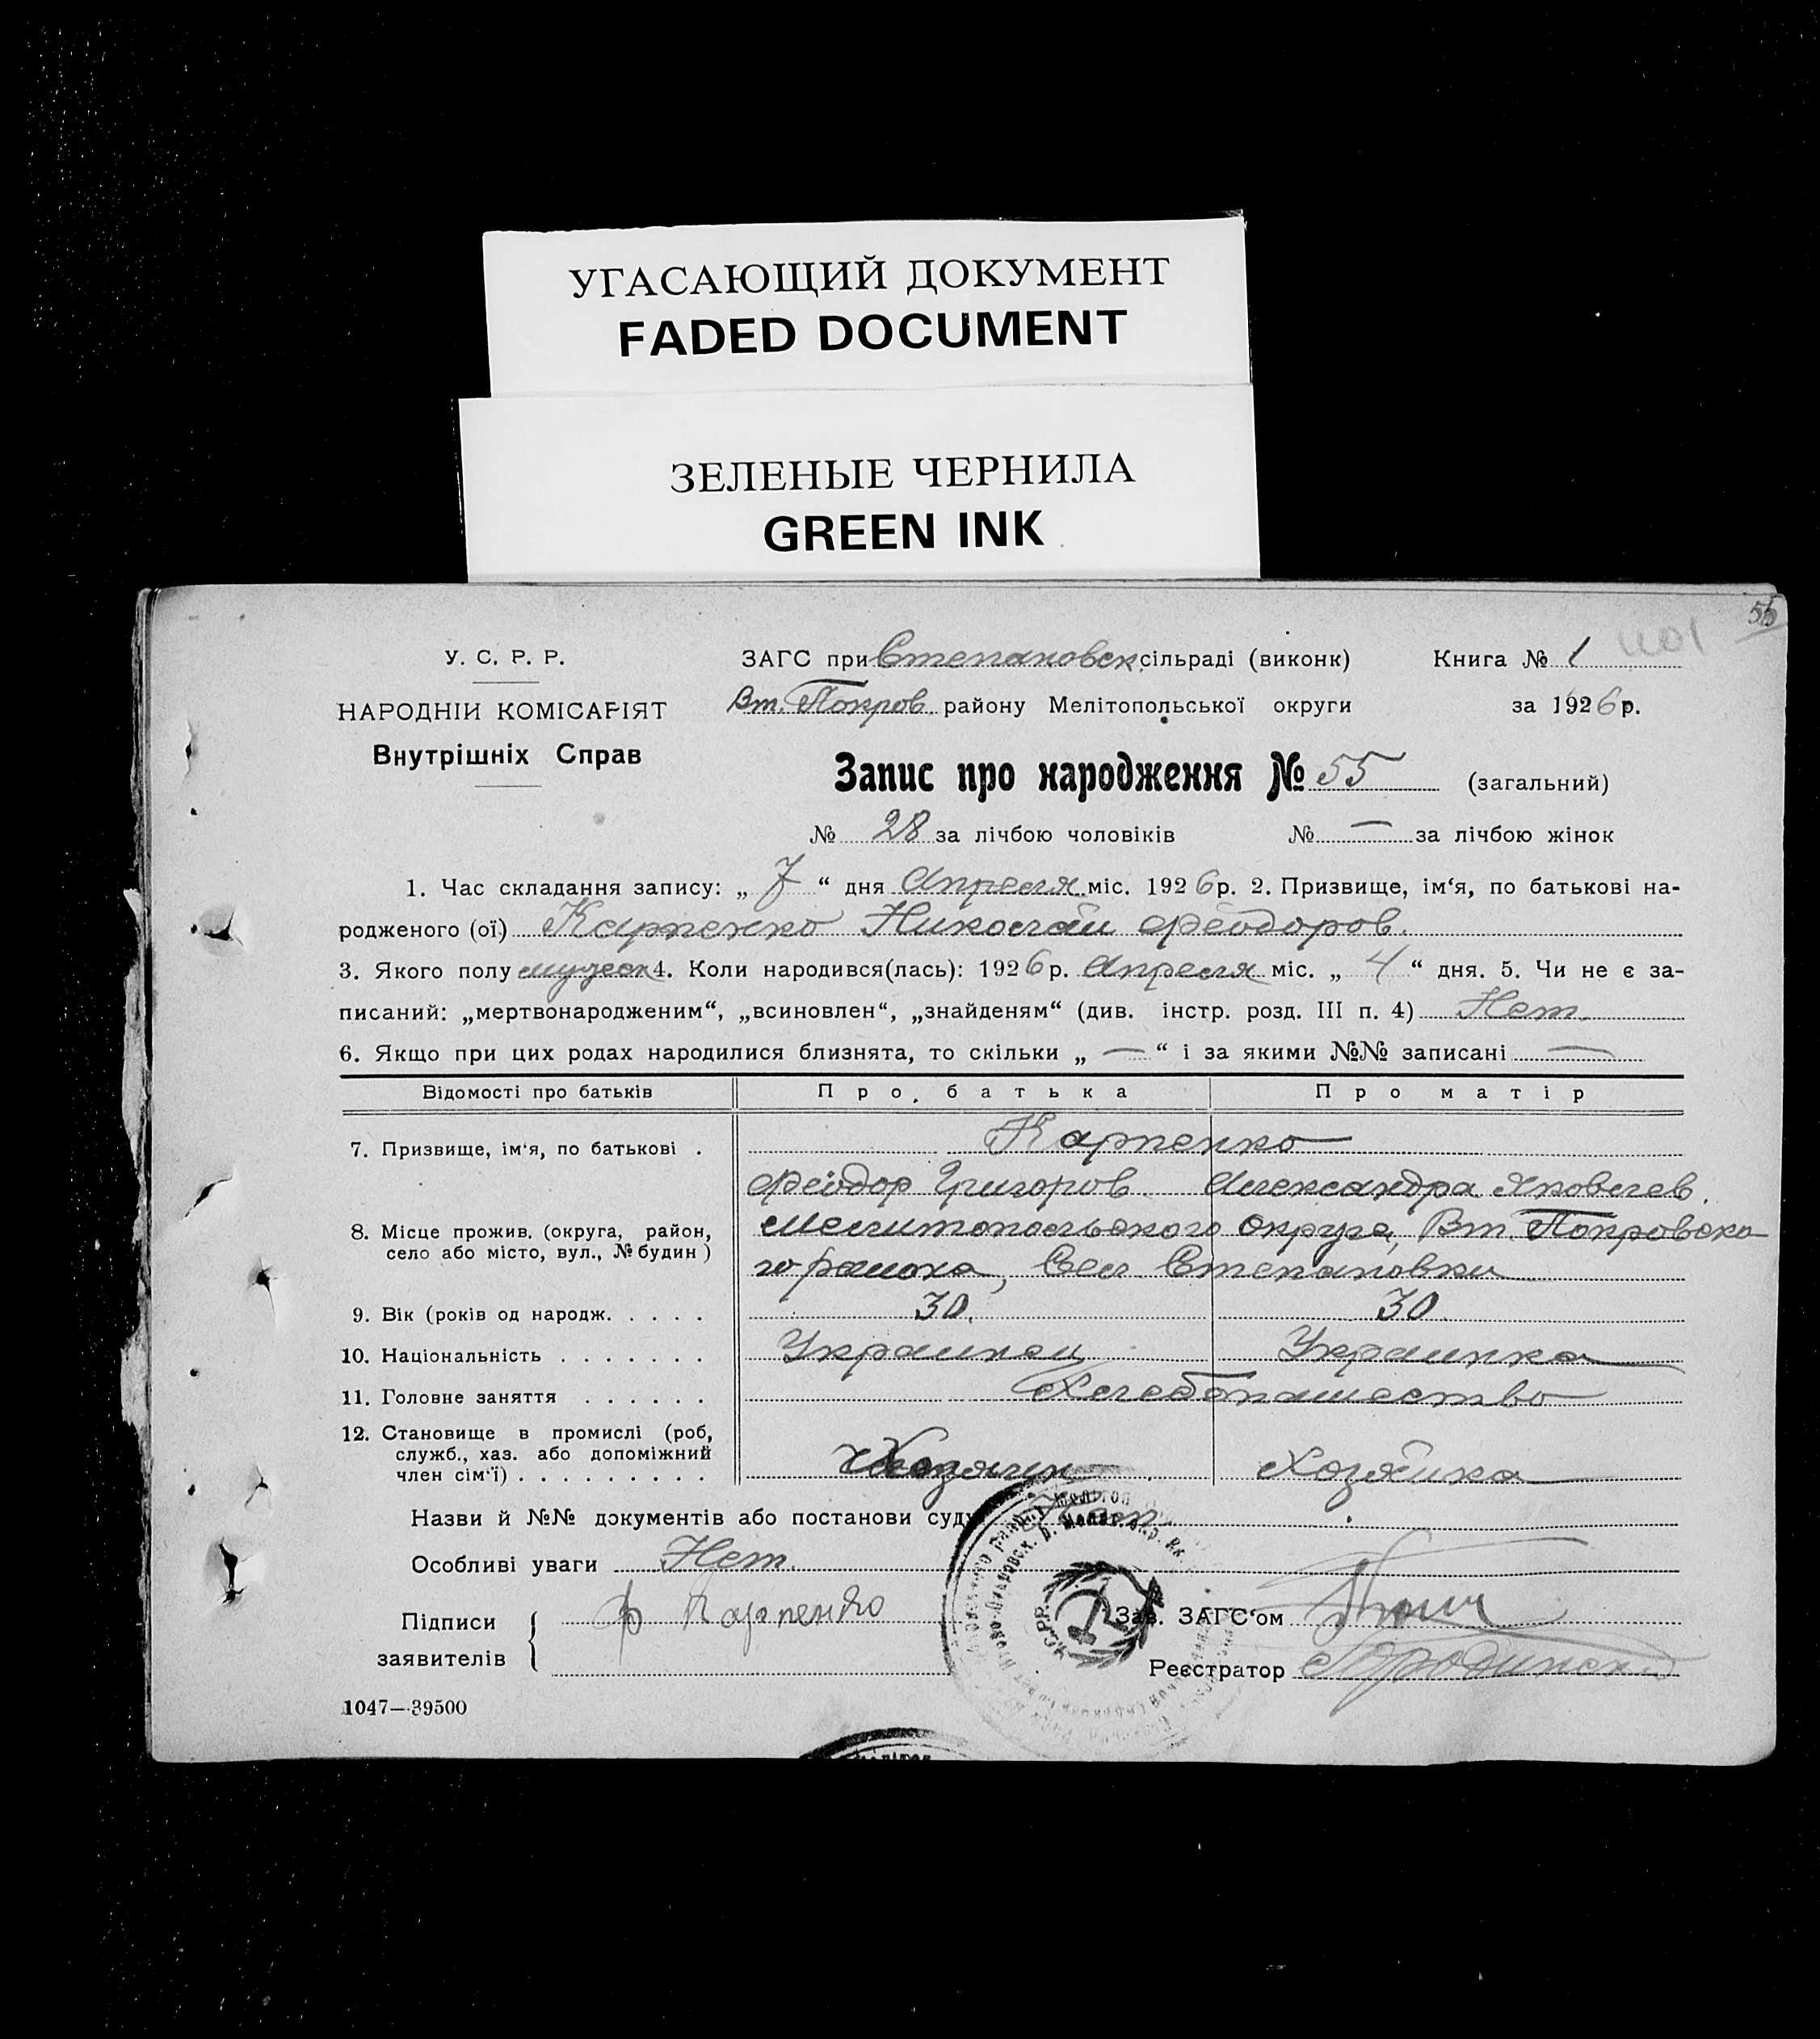 УГАСАЮЩИЙ ДОКУМЕНТ
FADED DOCUMENT
ЗЕЛЕНЫЕ ЧЕРНИЛА
GREEN INK
55
У. С. Р. Р.
ЗАГС при Степановск. сільраді (виконк) Книга № 1
НАРОДНІЙ КОМІСАРІЯТ
Вт. Покров району Мелітопольської округи за 1926 р.
Внутрішніх Справ
Запис про народження № 55 (загальний)
№ 28 за лічбою чоловіків № — за лічбою жінок
1. Час складання запису: „ 7 “ дня Апреля міс. 1926 р. 2. Призвище, ім‘я, по батькові на-
родженого (ої) Карпенко Николай Феодоров.
3. Якого полу мужеск 4. Коли народився(лась): 1926 р. Апреля міс. „ 4 “ дня. 5. Чи не є за-
писаний: „мертвонародженим“, „всиновлен“, „знайденям“ (див. інстр. розд. III п. 4) Нет.
6. Якщо при цих родах народилися близнята, то скільки „ — “ і за якими №№ записані —
Відомості про батьків Про батька Про матір
7. Призвище, ім‘я, по батькові . Карпенко
Феодор Григоров Александра Яковлев.
8. Місце прожив. (округа, район, Мелитопольского округа, Вт. Покровско
село або місто, вул., № будин) го района, Сел Степановки
9. Вік (років од народж. . . . . 30. 30.
10. Національність . . . . . . . Украинец Украинка
11. Головне заняття . . . . . . Хлебопашество
12. Становище в промислі (роб,
служб., хаз. або допоміжний
член сім‘ї) . . . . . . . . . Хозяин Хозяйка
Назви й №№ документів або постанови суду Нет.
Особливі уваги Нет.
Підписи Ф Карпенко Зав. ЗАГС‘ом
заявителів Реєстратор
1047—39500